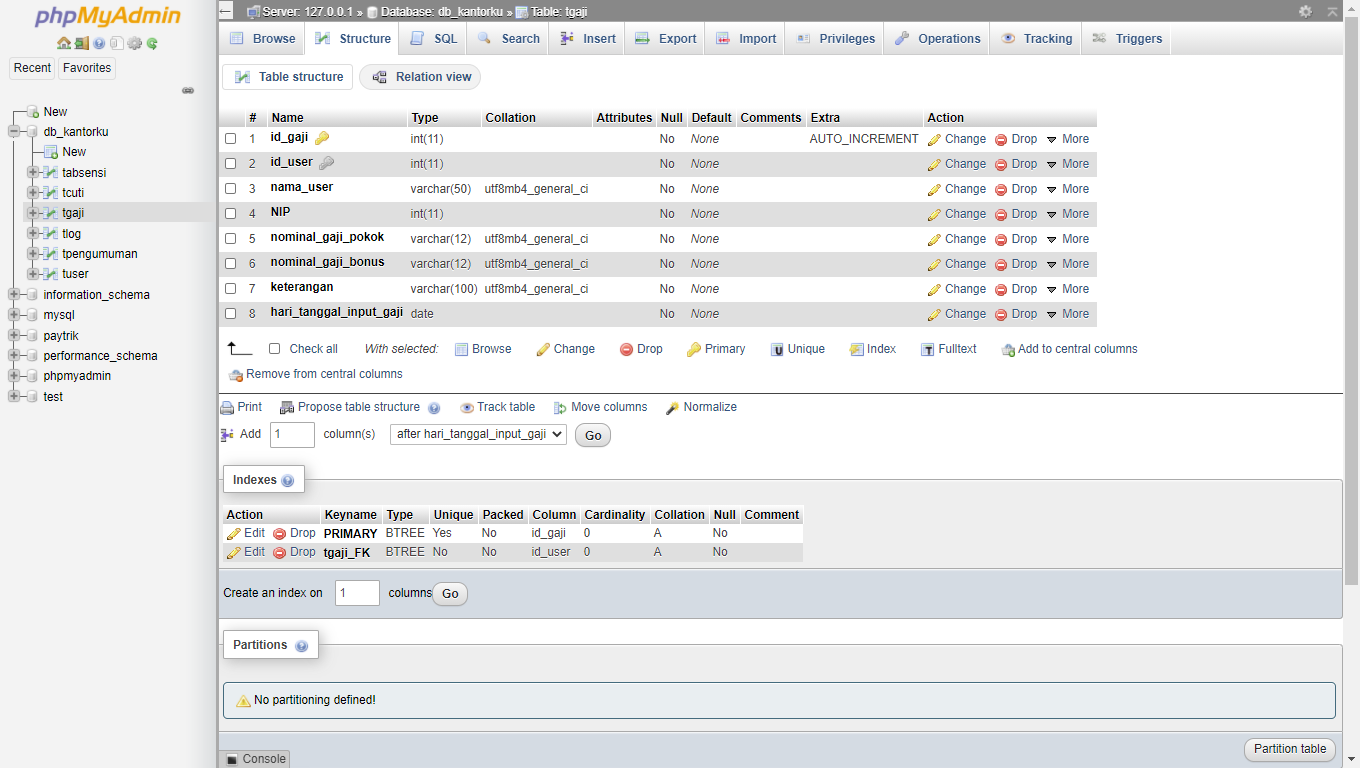 phpMyAdmin
Recent Favorites
New
db_kantorku
New
tabsensi
tcuti
tgaji
tlog
tpengumuman
tuser
information_schema
mysql
paytrik
performance_schema
phpmyadmin
test
Server: 127.0.0.1 » Database: db_kantorku » Table: tgaji
Browse Structure SQL Search Insert Export Import Privileges Operations Tracking Triggers
Table structure Relation view
# Name Type Collation Attributes Null Default Comments Extra Action
1 id_gaji int(11) No None AUTO_INCREMENT Change Drop More
2 id_user int(11) No None Change Drop More
3 nama_user varchar(50) utf8mb4_general_ci No None Change Drop More
4 NIP int(11) No None Change Drop More
5 nominal_gaji_pokok varchar(12) utf8mb4_general_ci No None Change Drop More
6 nominal_gaji_bonus varchar(12) utf8mb4_general_ci No None Change Drop More
7 keterangan varchar(100) utf8mb4_general_ci No None Change Drop More
8 hari_tanggal_input_gaji date No None Change Drop More
Check all With selected: Browse Change Drop Primary Unique Index Fulltext Add to central columns
Remove from central columns
Print Propose table structure Track table Move columns Normalize
Add 1 column(s) after hari_tanggal_input_gaji Go
Indexes
Action Keyname Type Unique Packed Column Cardinality Collation Null Comment
Edit Drop PRIMARY BTREE Yes No id_gaji 0 A No
Edit Drop tgaji_FK BTREE No No id_user 0 A No
Create an index on 1 columns Go
Partitions
No partitioning defined!
Partition table
Console